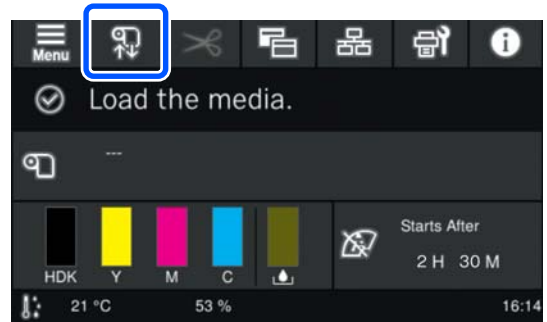 Menu
Load the media.
---
HDK Y M C
Starts After
2 H 30 M
21 °C 53 % 16:14